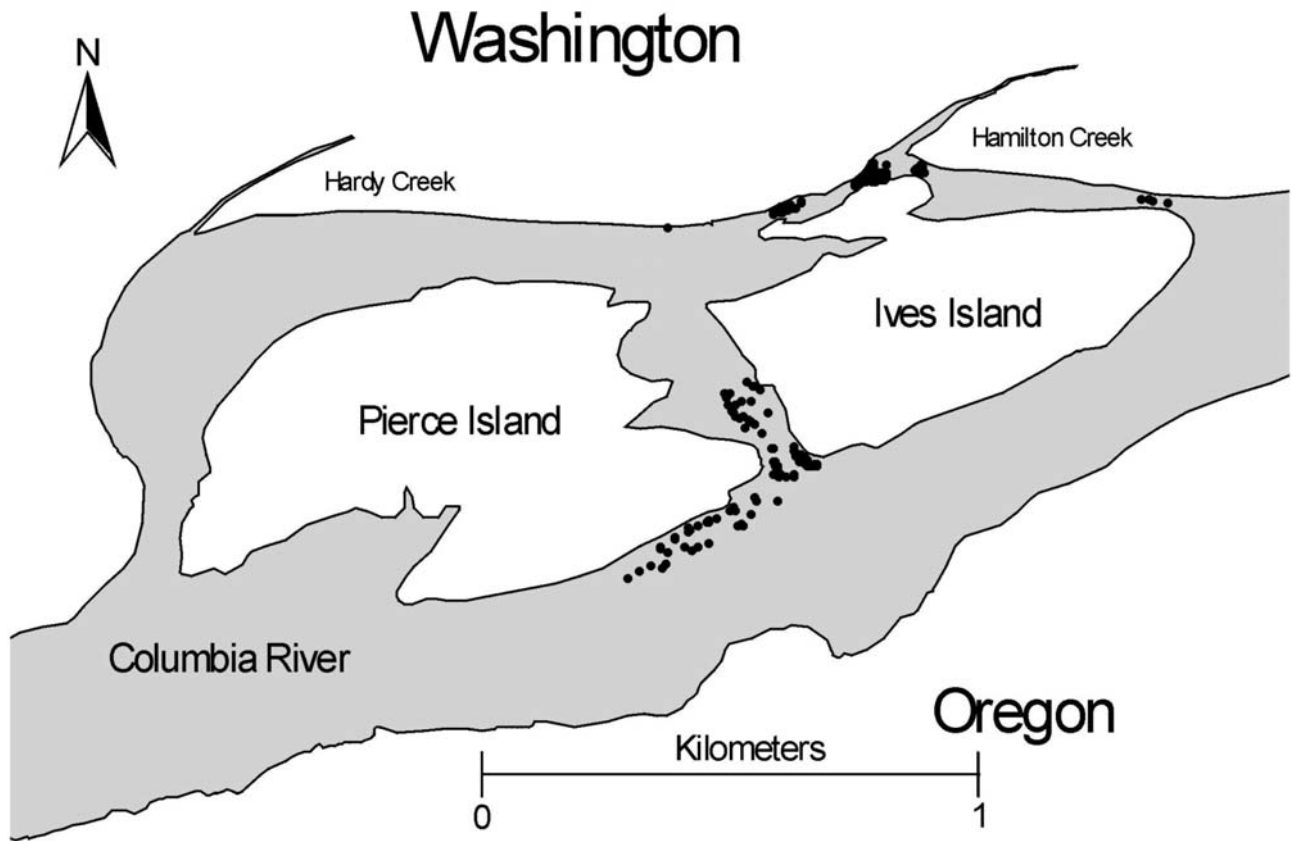 Washington
N
Hamilton Creek
Hardy Creek
Ives Island
Pierce Island
Columbia River
Oregon
Kilometers
0 1